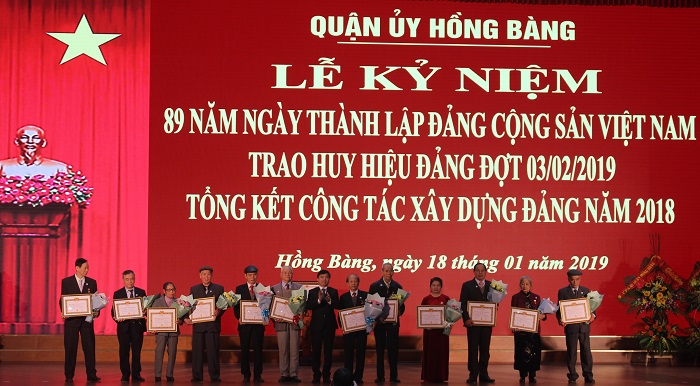 QUẬN ỦY HỒNG BÀNG
LỄ KỶ NIỆM
89 NĂM NGÀY THÀNH LẬP ĐẢNG CỘNG SẢN VIỆT NAM
TRAO HUY HIỆU ĐẢNG ĐỢT 03/02/2019
TỔNG KẾT CÔNG TÁC XÂY DỰNG ĐẢNG NĂM 2018
Hồng Bàng, ngày 18 tháng 01 năm 2019